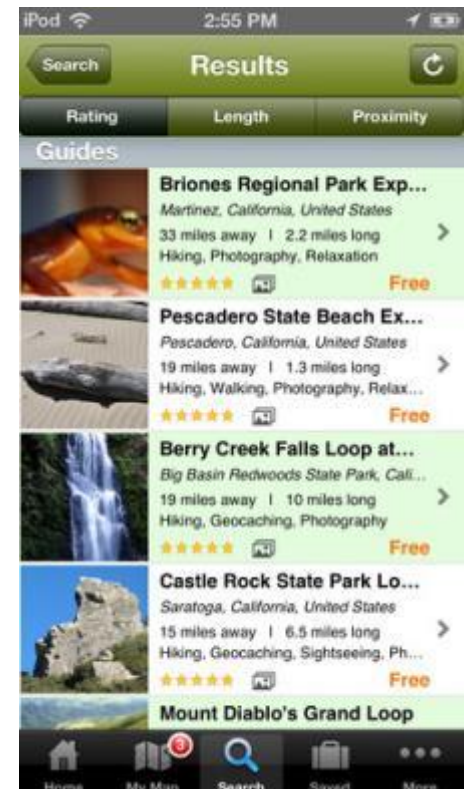 iPod 2:55 PM
Search Results
Rating Length Proximity
Guides
Briones Regional Park Exp...
Martinez, California, United States
33 miles away | 2.2 miles long
Hiking, Photography, Relaxation
Free
Pescadero State Beach Ex...
Pescadero, California, United States
19 miles away | 1.3 miles long
Hiking, Walking, Photography, Relax...
Free
Berry Creek Falls Loop at...
Big Basin Redwoods State Park, Cali...
19 miles away | 10 miles long
Hiking, Geocaching, Photography
Free
Castle Rock State Park Lo...
Saratoga, California, United States
15 miles away | 6.5 miles long
Hiking, Geocaching, Sightseeing, Ph...
Free
Mount Diablo's Grand Loop
3
Home My Map Search Saved More